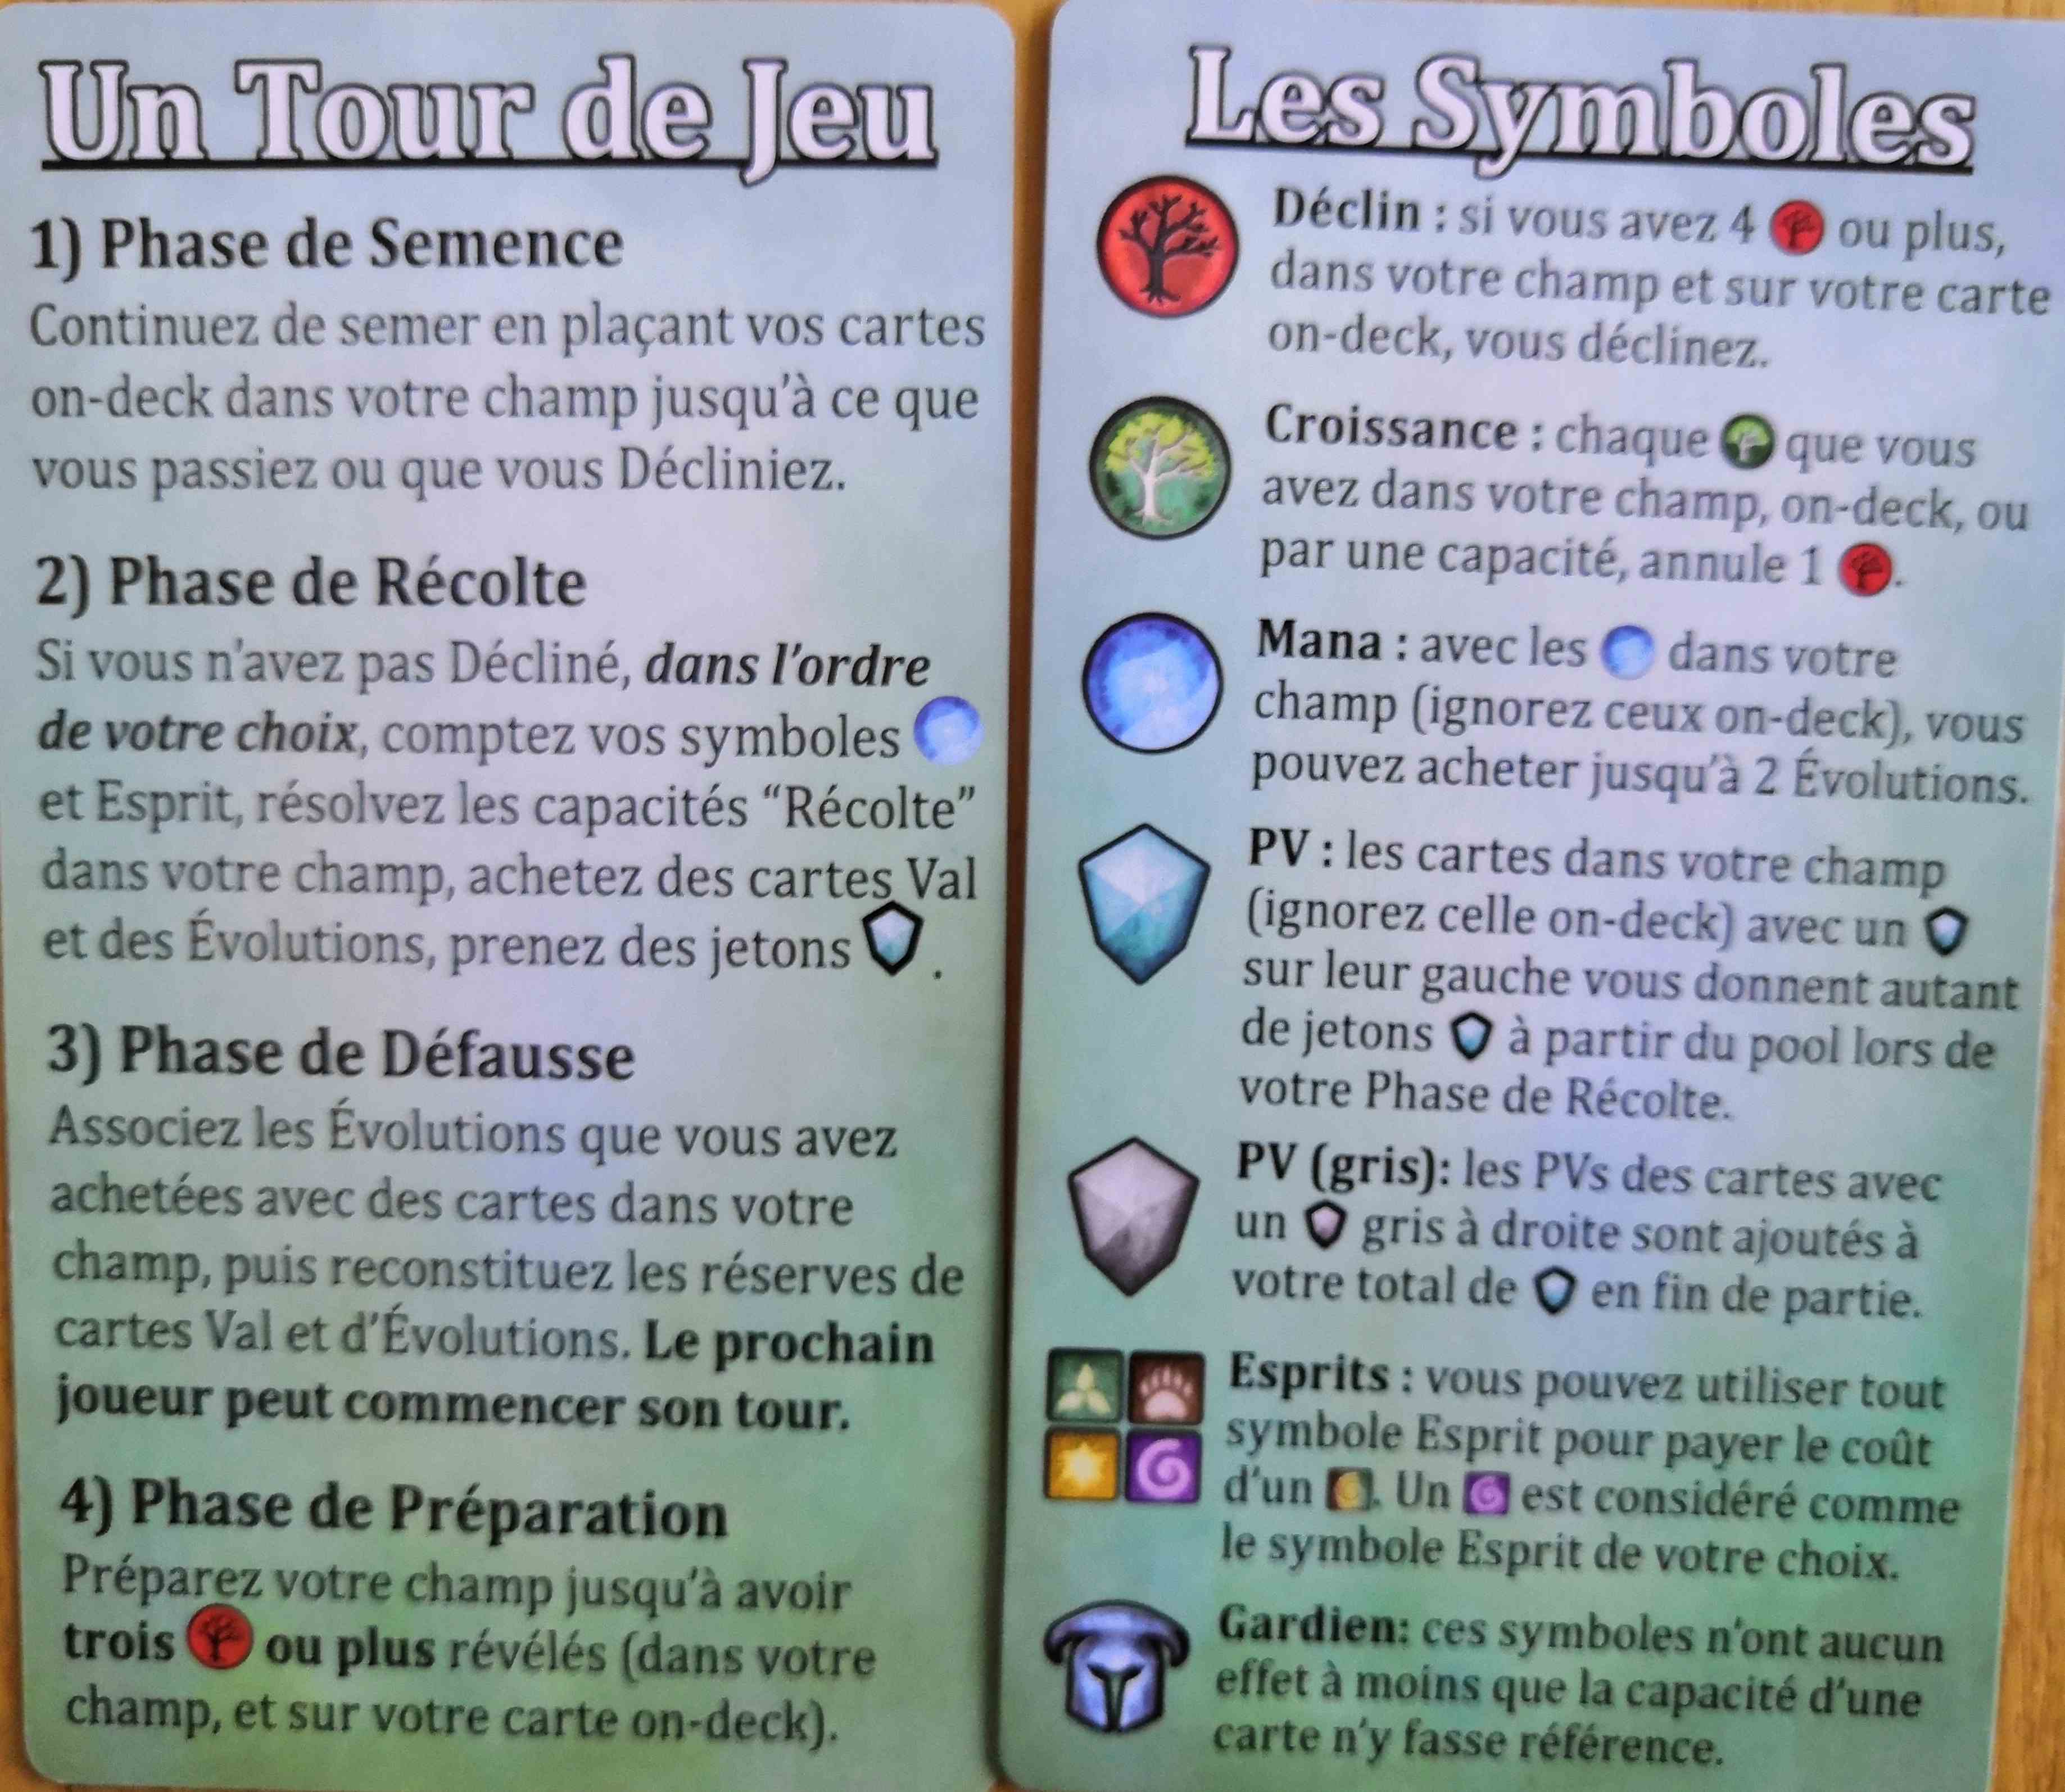 Un Tour de Jeu
1) Phase de Semence
Continuez de semer en plaçant vos cartes
on-deck dans votre champ jusqu'à ce que
vous passiez ou que vous Décliniez.
2) Phase de Récolte
Si vous n'avez pas Décliné, dans l'ordre
de votre choix, comptez vos symboles
et Esprit, résolvez les capacités “Récolte”
dans votre champ, achetez des cartes Val
et des Évolutions, prenez des jetons .
3) Phase de Défausse
Associez les Évolutions que vous avez
achetées avec des cartes dans votre
champ, puis reconstituez les réserves de
cartes Val et d'Évolutions. Le prochain
joueur peut commencer son tour.
4) Phase de Préparation
Préparez votre champ jusqu'à avoir
trois ou plus révélés (dans votre
champ, et sur votre carte on-deck).
Les Symboles
Déclin : si vous avez 4 ou plus,
dans votre champ et sur votre carte
on-deck, vous déclinez.
Croissance : chaque que vous
avez dans votre champ, on-deck, ou
par une capacité, annule 1 .
Mana : avec les dans votre
champ (ignorez ceux on-deck), vous
pouvez acheter jusqu'à 2 Évolutions.
PV : les cartes dans votre champ
(ignorez celle on-deck) avec un
sur leur gauche vous donnent autant
de jetons à partir du pool lors de
votre Phase de Récolte.
PV (gris): les PVs des cartes avec
un gris à droite sont ajoutés à
votre total de en fin de partie.
Esprits : vous pouvez utiliser tout
symbole Esprit pour payer le coût
d'un . Un est considéré comme
le symbole Esprit de votre choix.
Gardien: ces symboles n'ont aucun
effet à moins que la capacité d'une
carte n'y fasse référence.